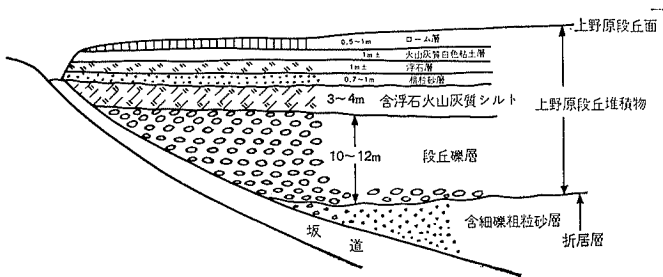 上野原段丘面
0.5~1m ローム層
1m± 火山灰質白色粘土層
1m± 浮石層
0.7~1m 粗粒砂層
3~4m 含浮石火山灰質シルト
上野原段丘堆積物
10~12m 段丘礫層
含細礫粗粒砂層
折居層
坂道